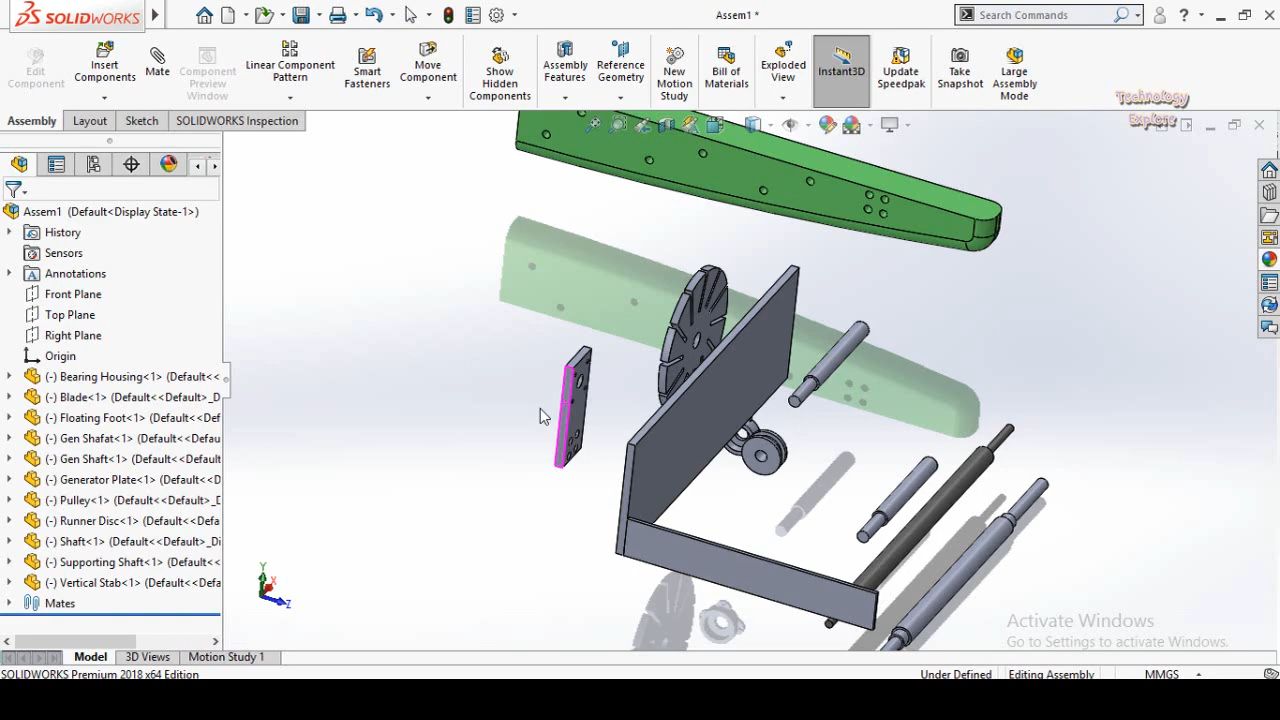 SOLIDWORKS
Assem1 *
Search Commands
?
Edit Component
Insert Components
Mate
Component Preview Window
Linear Component Pattern
Smart Fasteners
Move Component
Show Hidden Components
Assembly Features
Reference Geometry
New Motion Study
Bill of Materials
Exploded View
Instant3D
Update Speedpak
Take Snapshot
Large Assembly Mode
Technology Explore
Assembly
Layout
Sketch
SOLIDWORKS Inspection
Assem1 (Default<Display State-1>)
History
Sensors
Annotations
Front Plane
Top Plane
Right Plane
Origin
(-) Bearing Housing<1> (Default<<
(-) Blade<1> (Default<<Default>_D
(-) Floating Foot<1> (Default<<Def
(-) Gen Shafat<1> (Default<<Defau
(-) Gen Shaft<1> (Default<<Default
(-) Generator Plate<1> (Default<<
(-) Pulley<1> (Default<<Default>_D
(-) Runner Disc<1> (Default<<Defa
(-) Shaft<1> (Default<<Default>_Di
(-) Supporting Shaft<1> (Default<<
(-) Vertical Stab<1> (Default<<Defa
Mates
Y
X
Z
Activate Windows
Go to Settings to activate Windows.
Model
3D Views
Motion Study 1
SOLIDWORKS Premium 2018 x64 Edition
Under Defined
Editing Assembly
MMGS